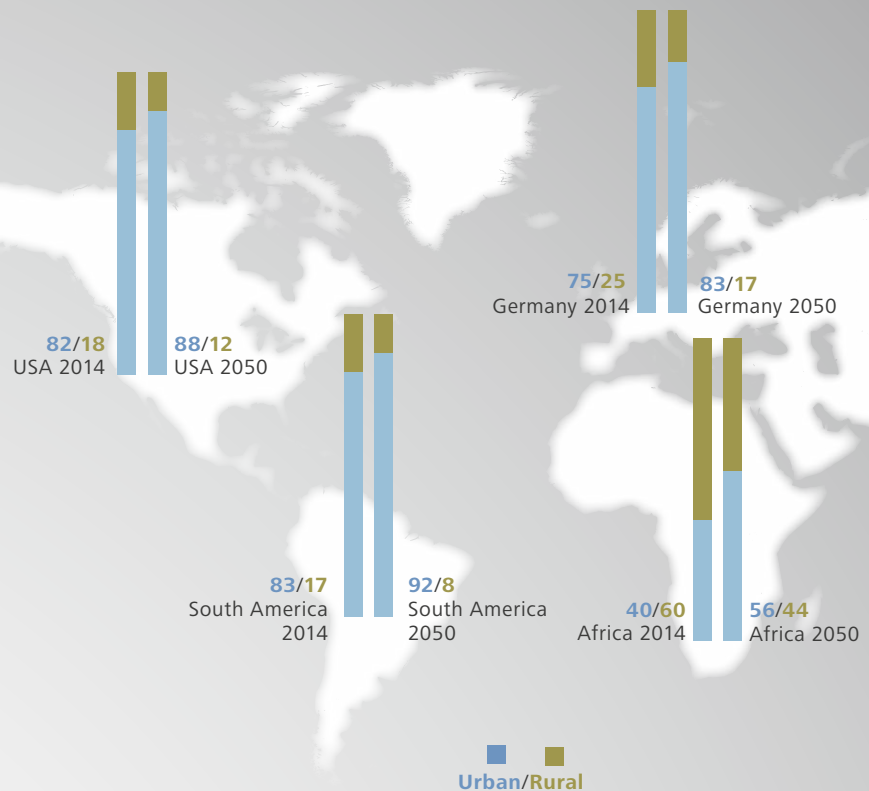 75/25
Germany 2014
83/17
Germany 2050
82/18
USA 2014
88/12
USA 2050
83/17
South America
2014
92/8
South America
2050
40/60
Africa 2014
56/44
Africa 2050
Urban/Rural